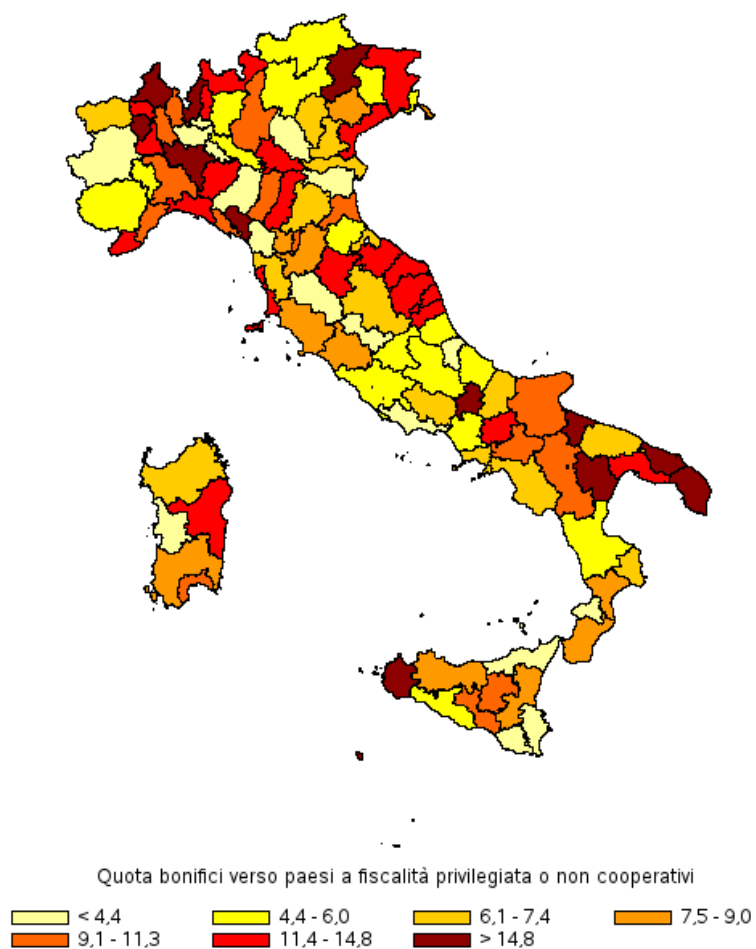 Quota bonifici verso paesi a fiscalità privilegiata o non cooperativi
< 4,4 4,4 - 6,0 6,1 - 7,4 7,5 - 9,0
9,1 - 11,3 11,4 - 14,8 > 14,8